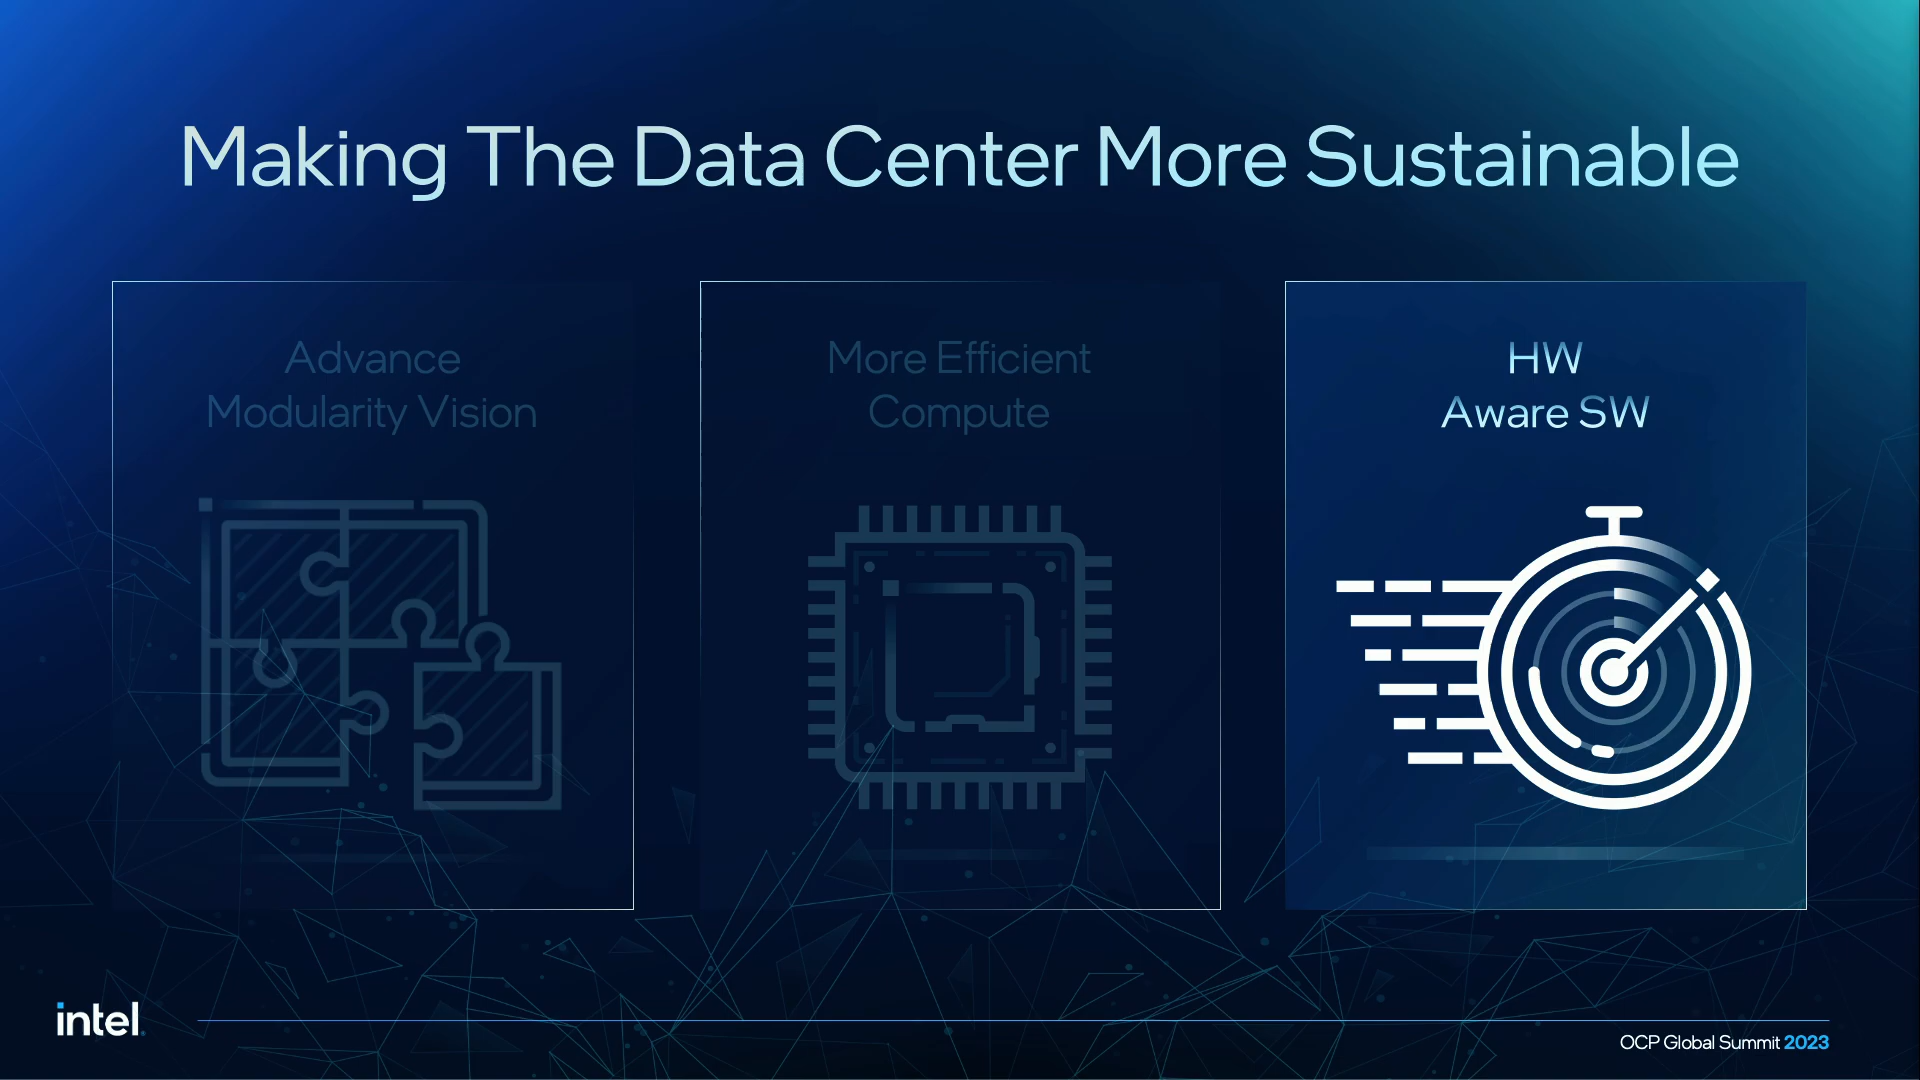 Making The Data Center More Sustainable
Advance
Modularity Vision
More Efficient
Compute
HW
Aware SW
intel.
OCP Global Summit 2023